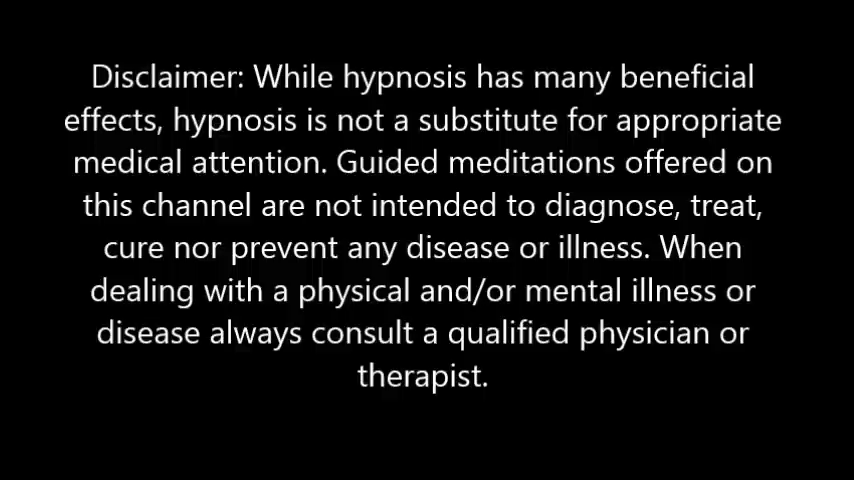 Disclaimer: While hypnosis has many beneficial
effects, hypnosis is not a substitute for appropriate
medical attention. Guided meditations offered on
this channel are not intended to diagnose, treat,
cure nor prevent any disease or illness. When
dealing with a physical and/or mental illness or
disease always consult a qualified physician or
therapist.